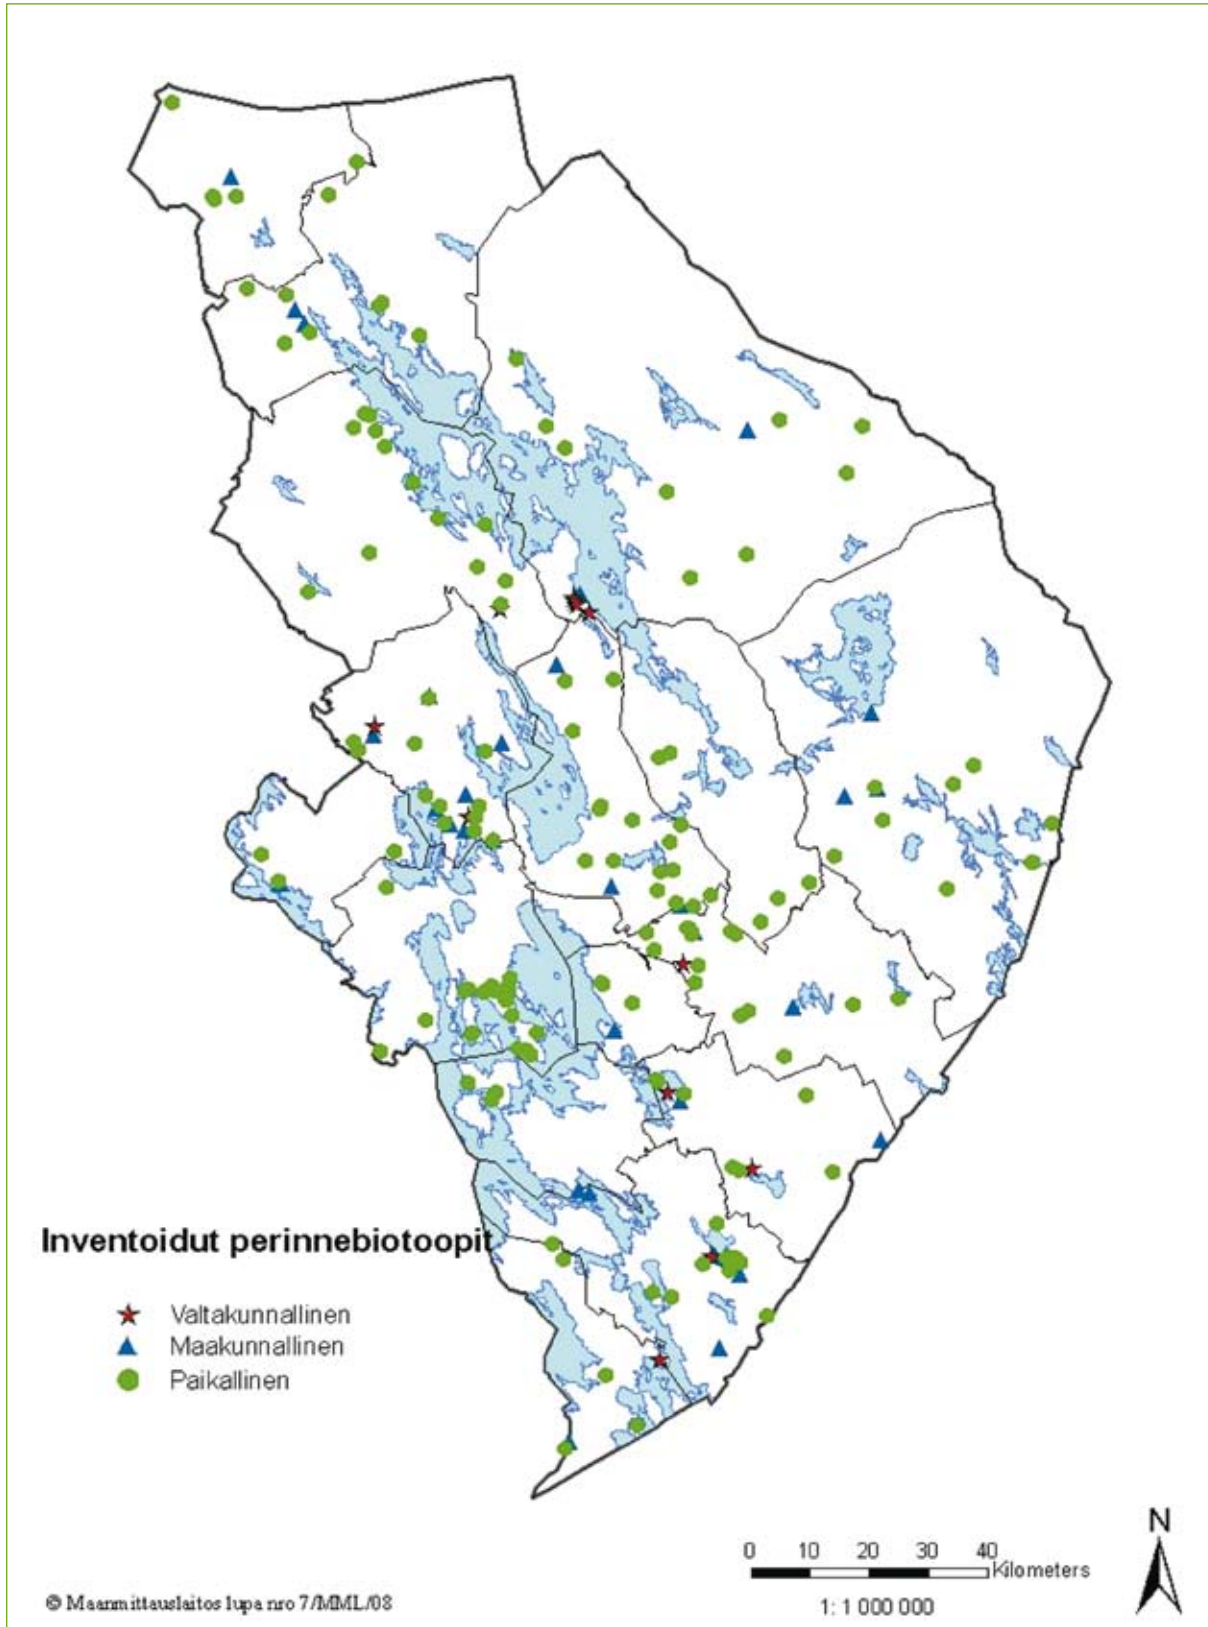 Inventoidut perinnebiotoopit
Valtakunnallinen
Maakunnallinen
Paikallinen
N
0 10 20 30 40
Kilometers
1: 1 000 000
© Maanmittauslaitos lupa nro 7/MML/08